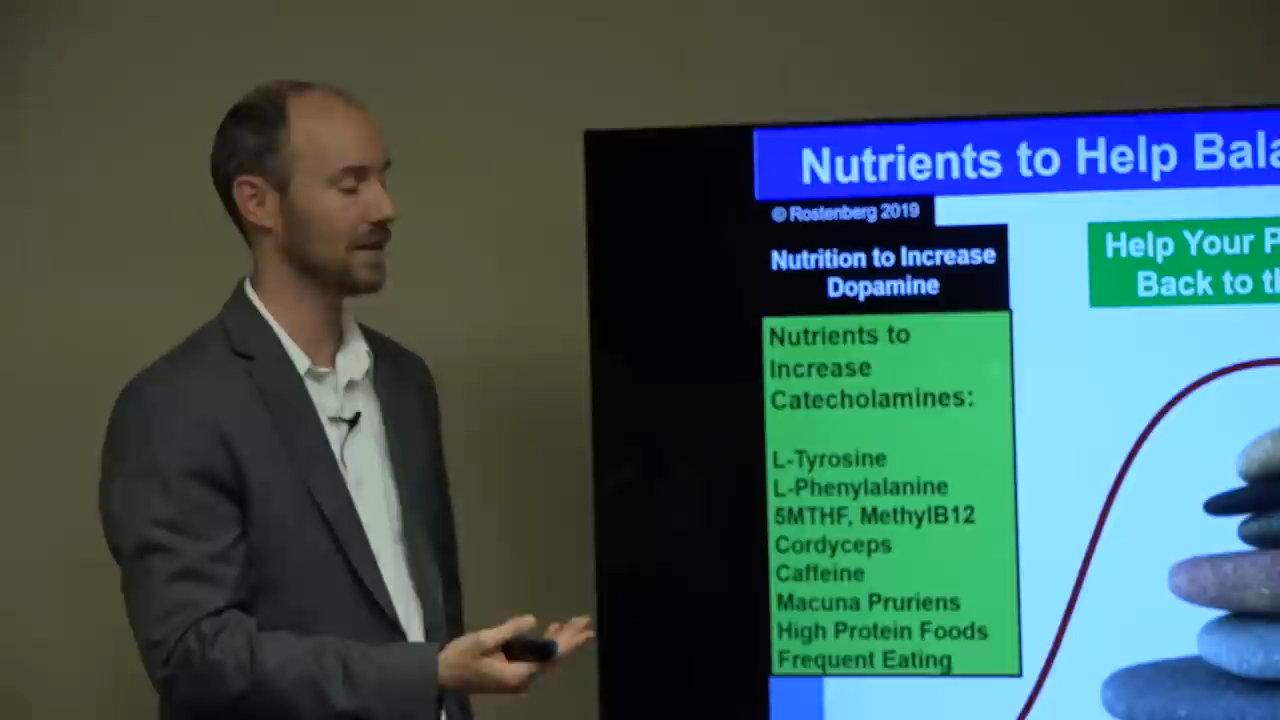 Nutrients to Help Bala
© Rostenberg 2019
Nutrition to Increase
Dopamine
Help Your P
Back to th
Nutrients to
Increase
Catecholamines:
L-Tyrosine
L-Phenylalanine
5MTHF, MethylB12
Cordyceps
Caffeine
Macuna Pruriens
High Protein Foods
Frequent Eating